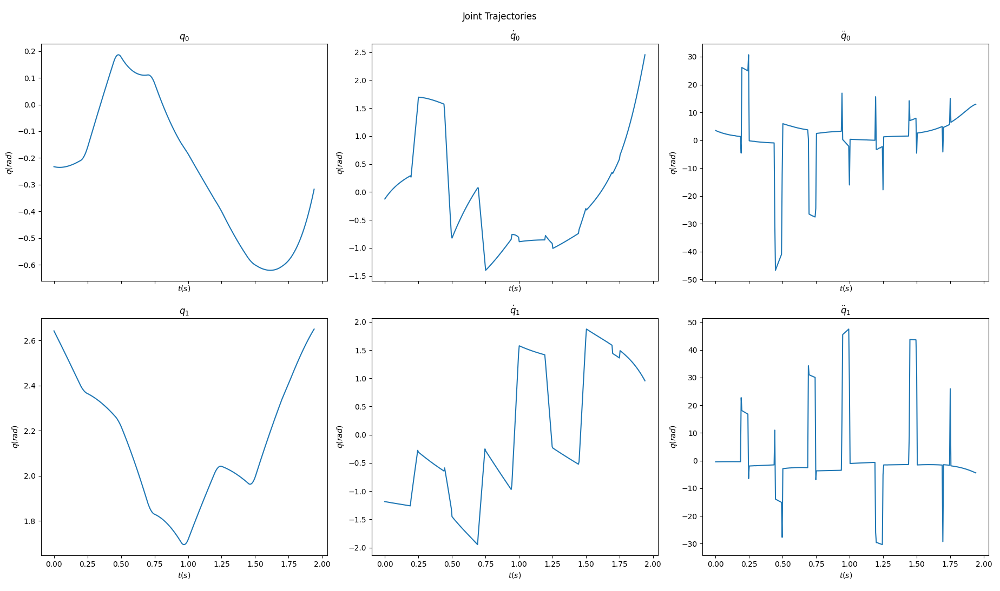 Joint Trajectories
q₀
q̇₀
q̈₀
0.2
0.1
0.0
−0.1
−0.2
−0.3
−0.4
−0.5
−0.6
q(rad)
t(s)
2.5
2.0
1.5
1.0
0.5
0.0
−0.5
−1.0
−1.5
q(rad)
t(s)
30
20
10
0
−10
−20
−30
−40
−50
q(rad)
t(s)
q₁
q̇₁
q̈₁
2.6
2.4
2.2
2.0
1.8
q(rad)
0.00 0.25 0.50 0.75 1.00 1.25 1.50 1.75 2.00
t(s)
2.0
1.5
1.0
0.5
0.0
−0.5
−1.0
−1.5
−2.0
q(rad)
0.00 0.25 0.50 0.75 1.00 1.25 1.50 1.75 2.00
t(s)
50
40
30
20
10
0
−10
−20
−30
q(rad)
0.00 0.25 0.50 0.75 1.00 1.25 1.50 1.75 2.00
t(s)